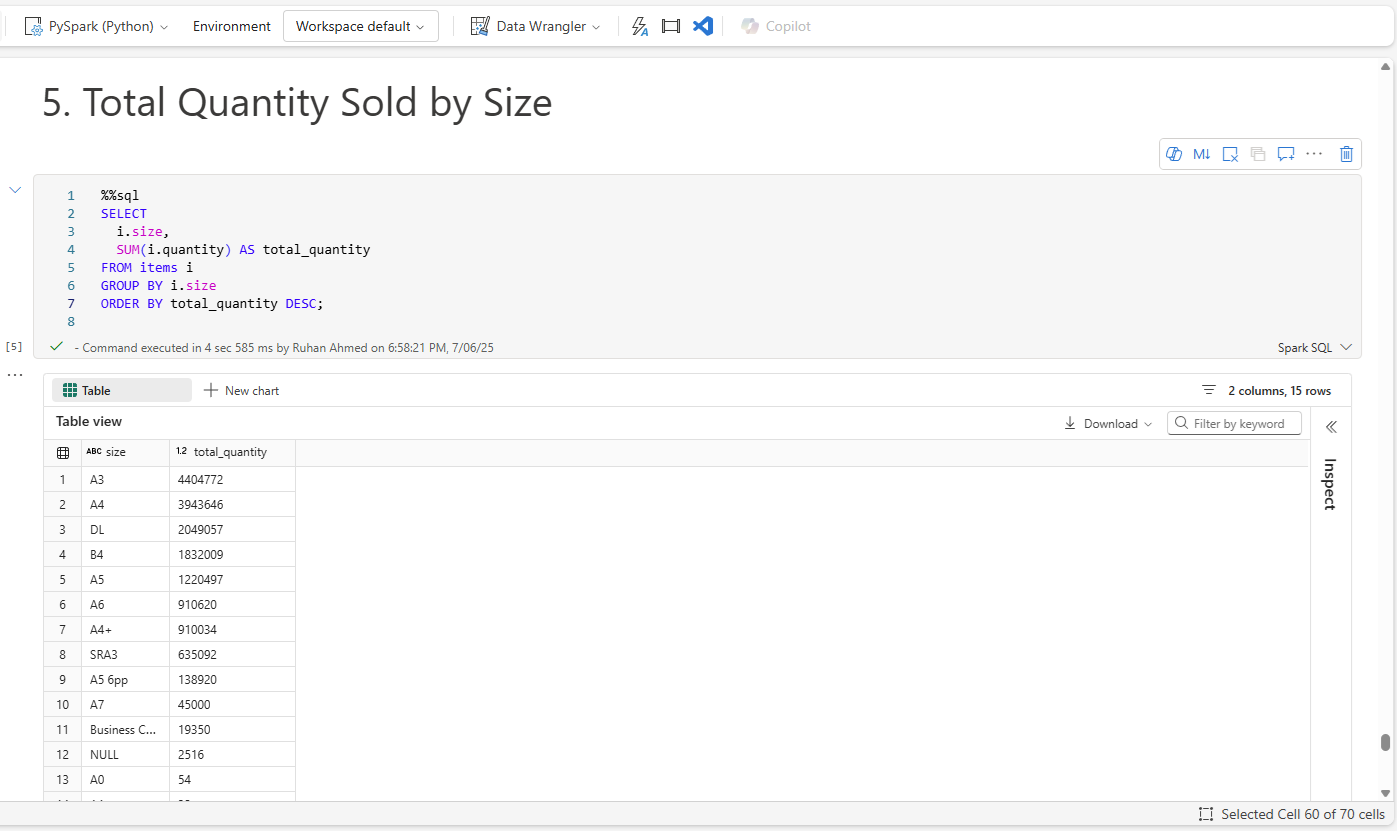 PySpark (Python) Environment Workspace default Data Wrangler Copilot
5. Total Quantity Sold by Size
M↓ ...
1 %%sql
2 SELECT
3 i.size,
4 SUM(i.quantity) AS total_quantity
5 FROM items i
6 GROUP BY i.size
7 ORDER BY total_quantity DESC;
8
[5] - Command executed in 4 sec 585 ms by Ruhan Ahmed on 6:58:21 PM, 7/06/25 Spark SQL
...
Table New chart 2 columns, 15 rows
Table view Download Filter by keyword
ABC size 1.2 total_quantity
Inspect
1 A3 4404772
2 A4 3943646
3 DL 2049057
4 B4 1832009
5 A5 1220497
6 A6 910620
7 A4+ 910034
8 SRA3 635092
9 A5 6pp 138920
10 A7 45000
11 Business C... 19350
12 NULL 2516
13 A0 54
Selected Cell 60 of 70 cells